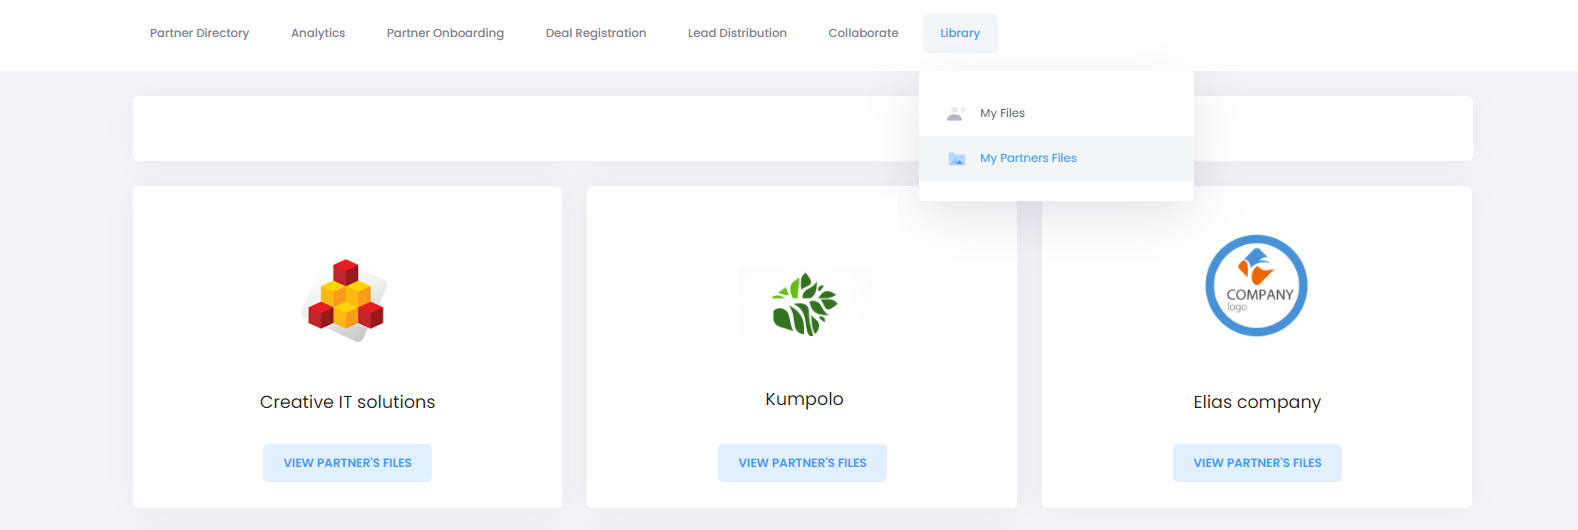 Partner Directory Analytics Partner Onboarding Deal Registration Lead Distribution Collaborate Library
My Files
My Partners Files
COMPANY
logo
Creative IT solutions
Kumpolo
Elias company
VIEW PARTNER'S FILES
VIEW PARTNER'S FILES
VIEW PARTNER'S FILES